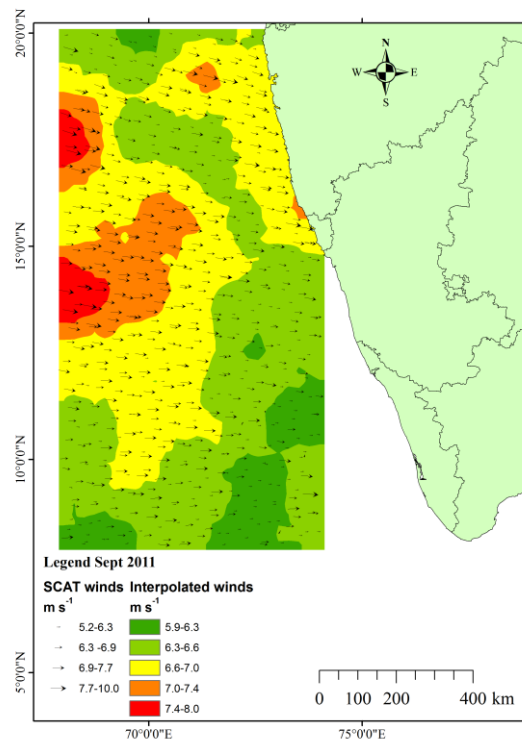 20°0'0"N
15°0'0"N
10°0'0"N
5°0'0"N
N
W E
S
Legend Sept 2011
SCAT winds Interpolated winds
m s⁻¹ m s⁻¹
5.2-6.3 5.9-6.3
6.3 -6.9 6.3-6.6
6.9-7.7 6.6-7.0
7.7-10.0 7.0-7.4
7.4-8.0
0 100 200 400 km
70°0'0"E 75°0'0"E